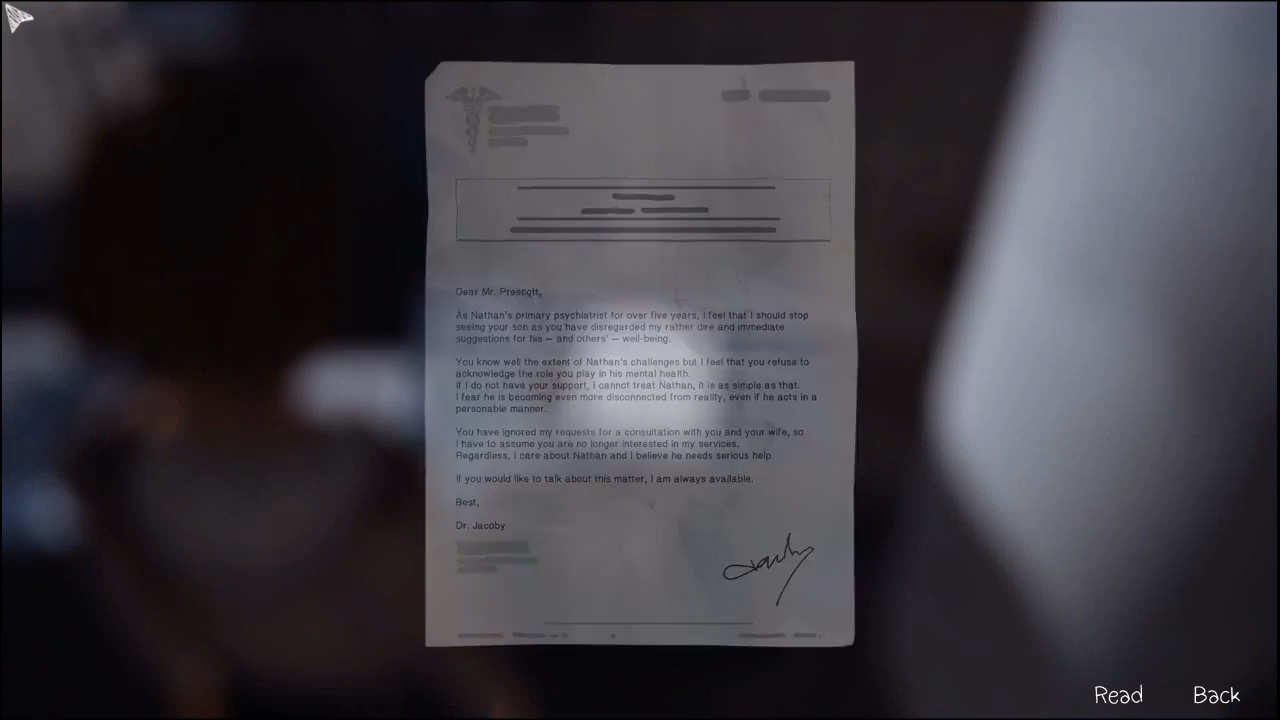 Dear Mr. Prescott,
As Nathan's primary psychiatrist for over five years, I feel that I should stop
seeing your son as you have disregarded my rather dire and immediate
suggestions for his — and others' — well-being.
You know well the extent of Nathan's challenges but I feel that you refuse to
acknowledge the role you play in his mental health.
If I do not have your support, I cannot treat Nathan, it is as simple as that.
I fear he is becoming even more disconnected from reality, even if he acts in a
personable manner.
You have ignored my requests for a consultation with you and your wife, so
I have to assume you are no longer interested in my services.
Regardless, I care about Nathan and I believe he needs serious help.
If you would like to talk about this matter, I am always available.
Best,
Dr. Jacoby
Read Back